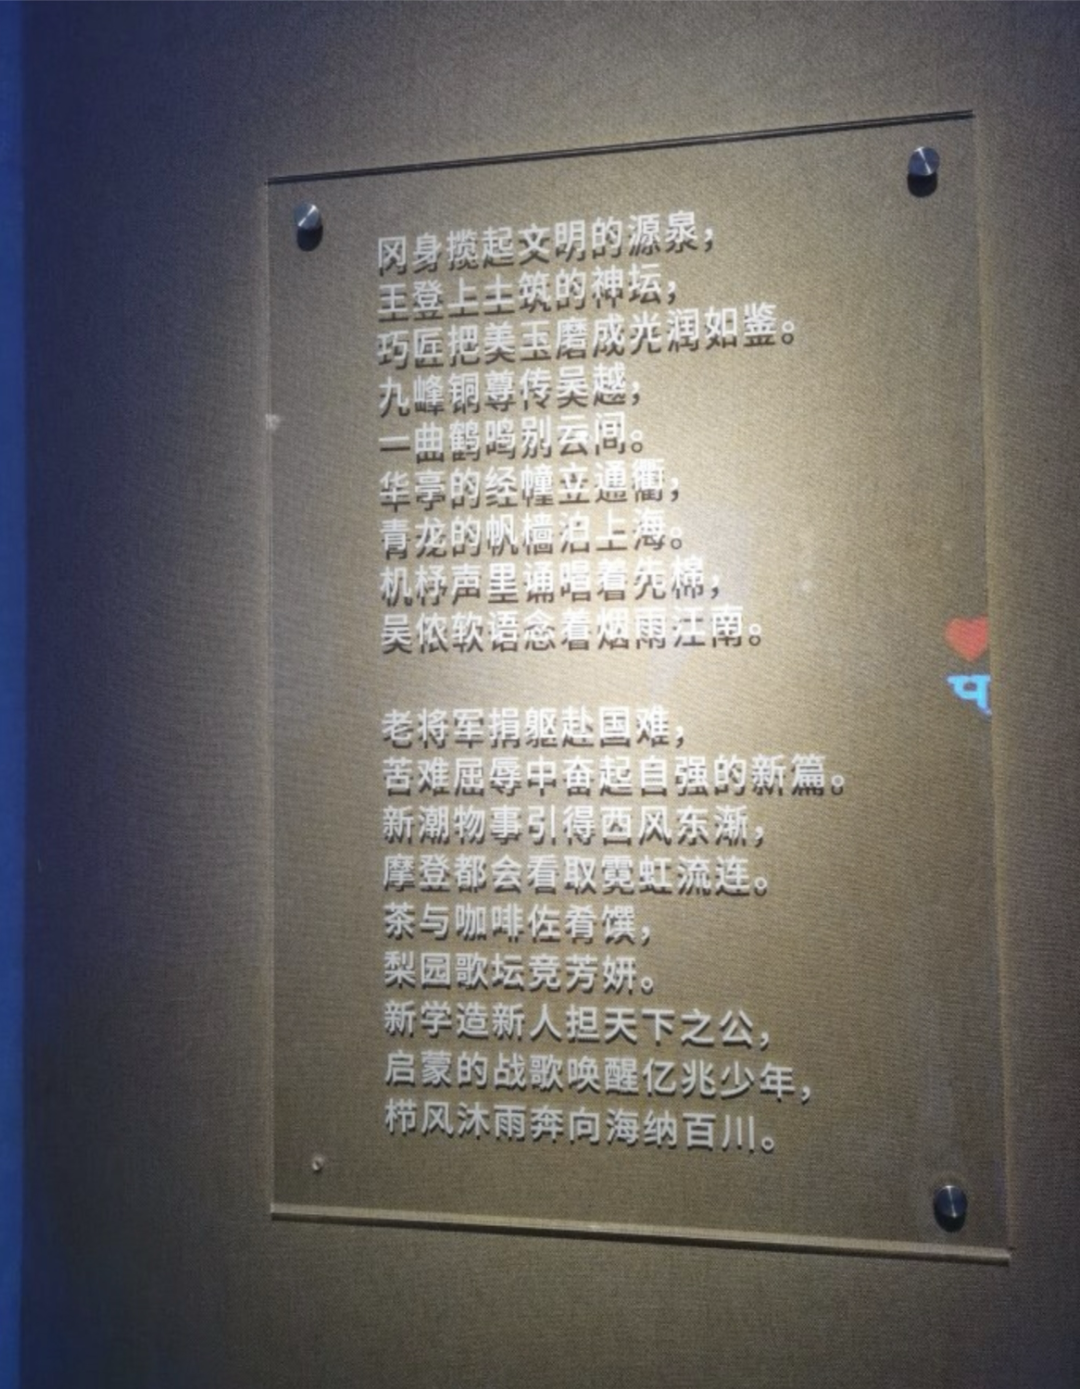 冈身揽起文明的源泉，
王登上土筑的神坛，
巧匠把美玉磨成光润如鉴。
九峰铜尊传吴越，
一曲鹤鸣别云间。
华亭的经幢立通衢，
青龙的帆樯泊上海。
机杼声里诵唱着先棉，
吴侬软语念着烟雨江南。
老将军捐躯赴国难，
苦难屈辱中奋起自强的新篇。
新潮物事引得西风东渐，
摩登都会看取霓虹流连。
茶与咖啡佐肴馔，
梨园歌坛竞芳妍。
新学造新人担天下之公，
启蒙的战歌唤醒亿兆少年，
栉风沐雨奔向海纳百川。